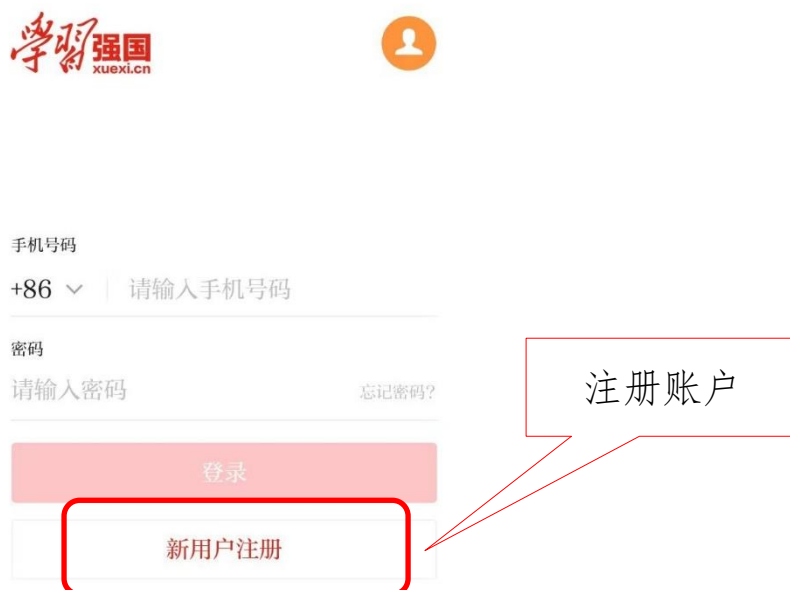 學習强国
xuexi.cn
手机号码
+86 请输入手机号码
密码
请输入密码 忘记密码?
注册账户
登录
新用户注册